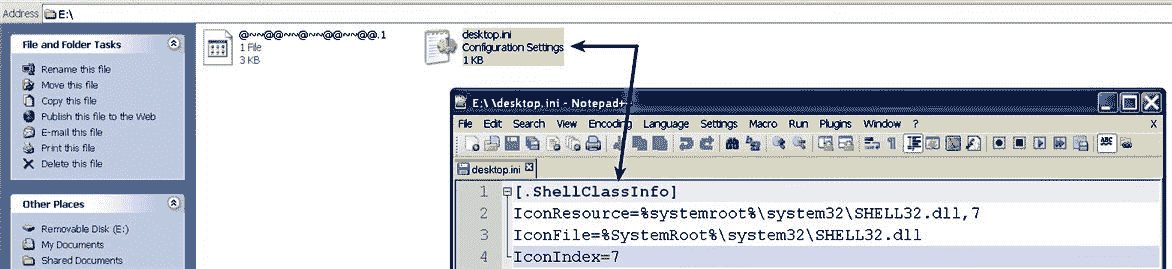 Address E:\
File and Folder Tasks
Rename this file
Move this file
Copy this file
Publish this file to the Web
E-mail this file
Print this file
Delete this file
Other Places
Removable Disk (E:)
My Documents
Shared Documents
@~~@@~~@~~@@~~@@.1
1 File
3 KB
desktop.ini
Configuration Settings
1 KB
E:\ \desktop.ini - Notepad+
File Edit Search View Encoding Language Settings Macro Run Plugins Window ? X
ABC
desktop.ini
1 [.ShellClassInfo]
2 IconResource=%systemroot%\system32\SHELL32.dll,7
3 IconFile=%SystemRoot%\system32\SHELL32.dll
4 IconIndex=7